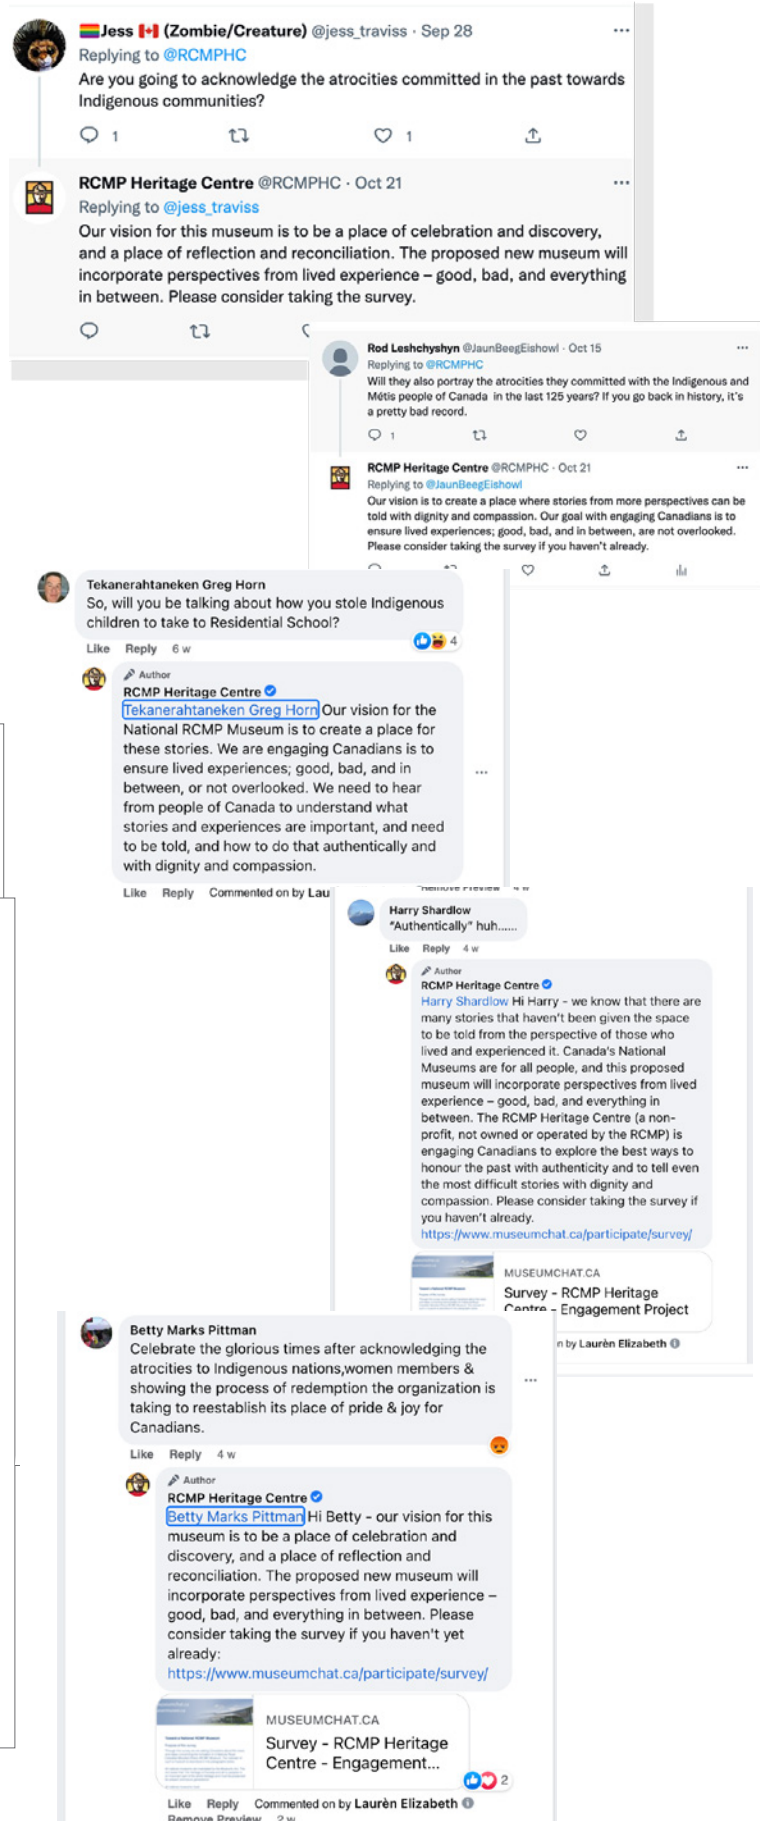 Jess (Zombie/Creature) @jess_traviss · Sep 28
Replying to @RCMPHC
Are you going to acknowledge the atrocities committed in the past towards
Indigenous communities?
1
1
RCMP Heritage Centre @RCMPHC · Oct 21
Replying to @jess_traviss
Our vision for this museum is to be a place of celebration and discovery,
and a place of reflection and reconciliation. The proposed new museum will
incorporate perspectives from lived experience – good, bad, and everything
in between. Please consider taking the survey.
Rod Leshchyshyn @JaunBeegEishowl · Oct 15
Replying to @RCMPHC
Will they also portray the atrocities they committed with the Indigenous and
Métis people of Canada in the last 125 years? If you go back in history, it's
a pretty bad record.
1
RCMP Heritage Centre @RCMPHC · Oct 21
Replying to @JaunBeegEishowl
Our vision is to create a place where stories from more perspectives can be
told with dignity and compassion. Our goal with engaging Canadians is to
ensure lived experiences; good, bad, and in between, are not overlooked.
Please consider taking the survey if you haven't already.
Tekanerahtaneken Greg Horn
So, will you be talking about how you stole Indigenous
children to take to Residential School?
4
Like Reply 6 w
Author
RCMP Heritage Centre
Tekanerahtaneken Greg Horn Our vision for the
National RCMP Museum is to create a place for
these stories. We are engaging Canadians is to
ensure lived experiences; good, bad, and in
between, or not overlooked. We need to hear
from people of Canada to understand what
stories and experiences are important, and need
to be told, and how to do that authentically and
with dignity and compassion.
Like Reply Commented on by Lau
Remove Preview 4 w
Harry Shardlow
"Authentically" huh......
Like Reply 4 w
Author
RCMP Heritage Centre
Harry Shardlow Hi Harry - we know that there are
many stories that haven't been given the space
to be told from the perspective of those who
lived and experienced it. Canada's National
Museums are for all people, and this proposed
museum will incorporate perspectives from lived
experience – good, bad, and everything in
between. The RCMP Heritage Centre (a non-
profit, not owned or operated by the RCMP) is
engaging Canadians to explore the best ways to
honour the past with authenticity and to tell even
the most difficult stories with dignity and
compassion. Please consider taking the survey if
you haven't already.
https://www.museumchat.ca/participate/survey/
MUSEUMCHAT.CA
Survey - RCMP Heritage
Centre - Engagement Project
n by Laurèn Elizabeth
Betty Marks Pittman
Celebrate the glorious times after acknowledging the
atrocities to Indigenous nations,women members &
showing the process of redemption the organization is
taking to reestablish its place of pride & joy for
Canadians.
Like Reply 4 w
Author
RCMP Heritage Centre
Betty Marks Pittman Hi Betty - our vision for this
museum is to be a place of celebration and
discovery, and a place of reflection and
reconciliation. The proposed new museum will
incorporate perspectives from lived experience –
good, bad, and everything in between. Please
consider taking the survey if you haven't yet
already:
https://www.museumchat.ca/participate/survey/
MUSEUMCHAT.CA
Survey - RCMP Heritage
Centre - Engagement...
2
Like Reply Commented on by Laurèn Elizabeth
Remove Preview 2 w